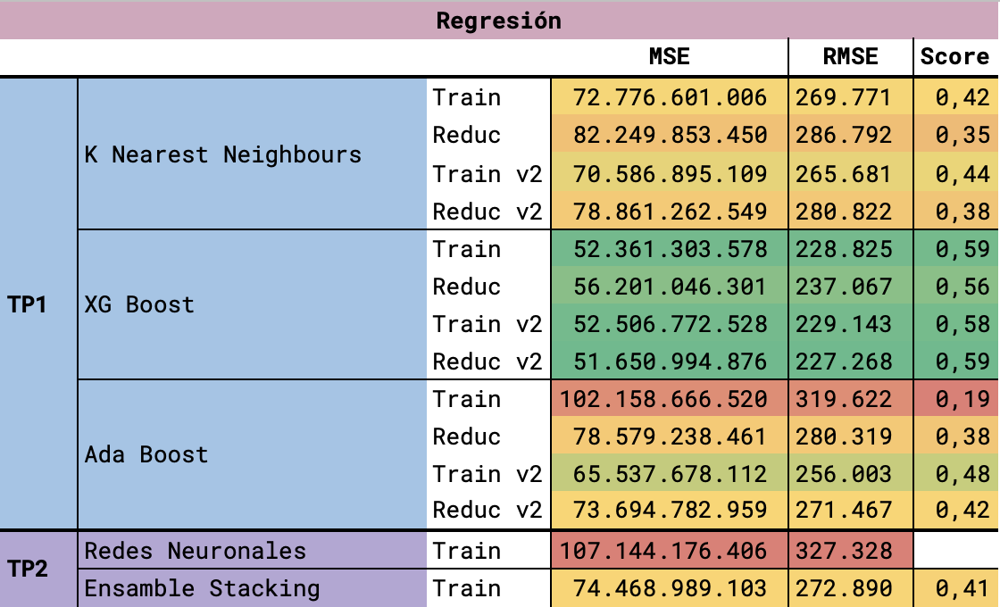 Regresión
MSE RMSE Score
TP1
K Nearest Neighbours
Train 72.776.601.006 269.771 0,42
Reduc 82.249.853.450 286.792 0,35
Train v2 70.586.895.109 265.681 0,44
Reduc v2 78.861.262.549 280.822 0,38
XG Boost
Train 52.361.303.578 228.825 0,59
Reduc 56.201.046.301 237.067 0,56
Train v2 52.506.772.528 229.143 0,58
Reduc v2 51.650.994.876 227.268 0,59
Ada Boost
Train 102.158.666.520 319.622 0,19
Reduc 78.579.238.461 280.319 0,38
Train v2 65.537.678.112 256.003 0,48
Reduc v2 73.694.782.959 271.467 0,42
TP2
Redes Neuronales Train 107.144.176.406 327.328
Ensamble Stacking Train 74.468.989.103 272.890 0,41